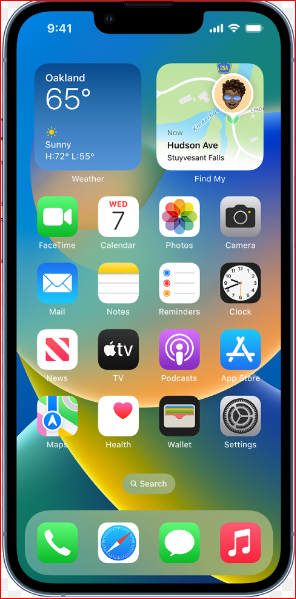 9:41
Oakland
65°
Sunny
H:72° L:55°
Weather
Now
Hudson Ave
Stuyvesant Falls
Find My
FaceTime
WED
7
Calendar
Photos
Camera
Mail
Notes
Reminders
Clock
News
tv
TV
Podcasts
App Store
Maps
Health
Wallet
Settings
Search